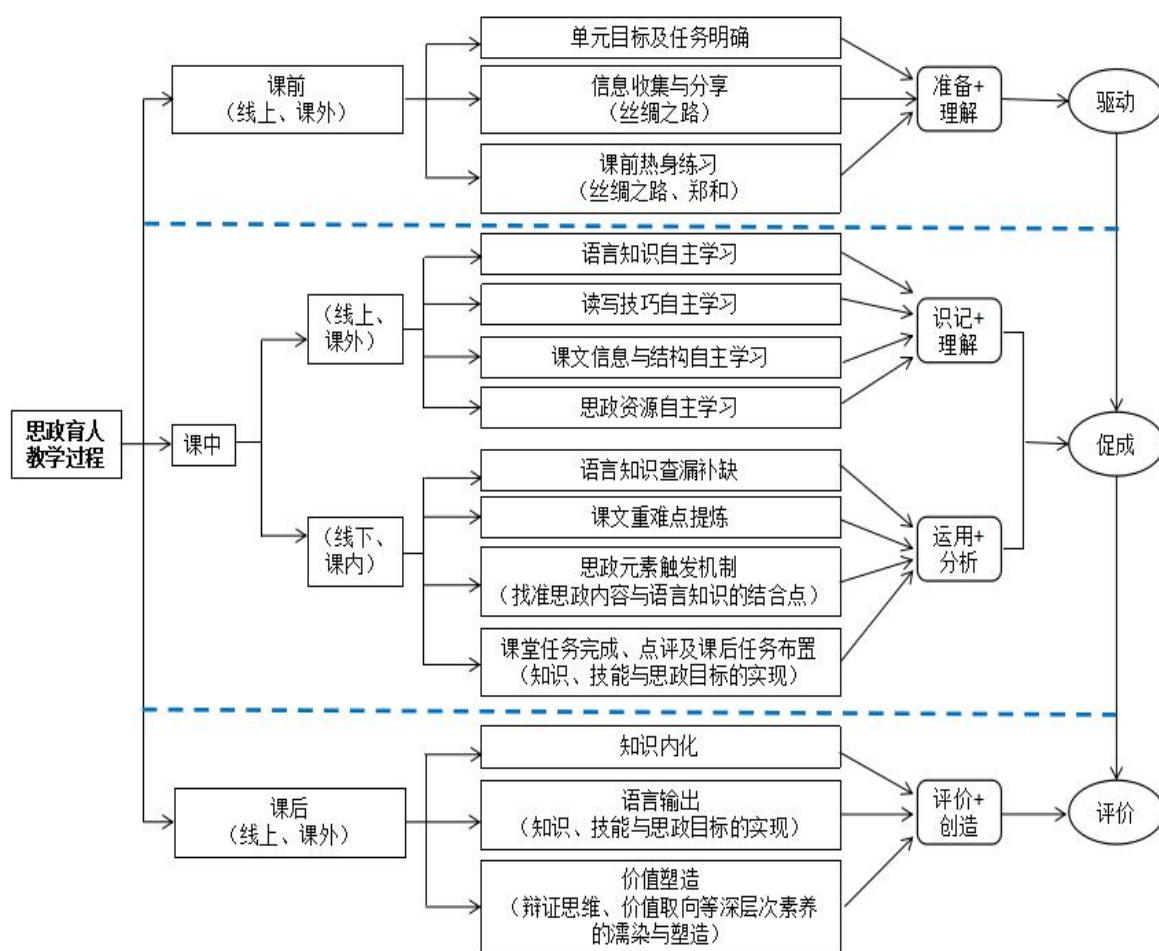 思政育人
教学过程
课前
（线上、课外）
单元目标及任务明确
信息收集与分享
（丝绸之路）
课前热身练习
（丝绸之路、郑和）
准备+
理解
驱动
课中
（线上、
课外）
语言知识自主学习
读写技巧自主学习
课文信息与结构自主学习
思政资源自主学习
识记+
理解
（线下、
课内）
语言知识查漏补缺
课文重难点提炼
思政元素触发机制
（找准思政内容与语言知识的结合点）
课堂任务完成、点评及课后任务布置
（知识、技能与思政目标的实现）
运用+
分析
促成
课后
（线上、课外）
知识内化
语言输出
（知识、技能与思政目标的实现）
价值塑造
（辩证思维、价值取向等深层次素养
的濡染与塑造）
评价+
创造
评价